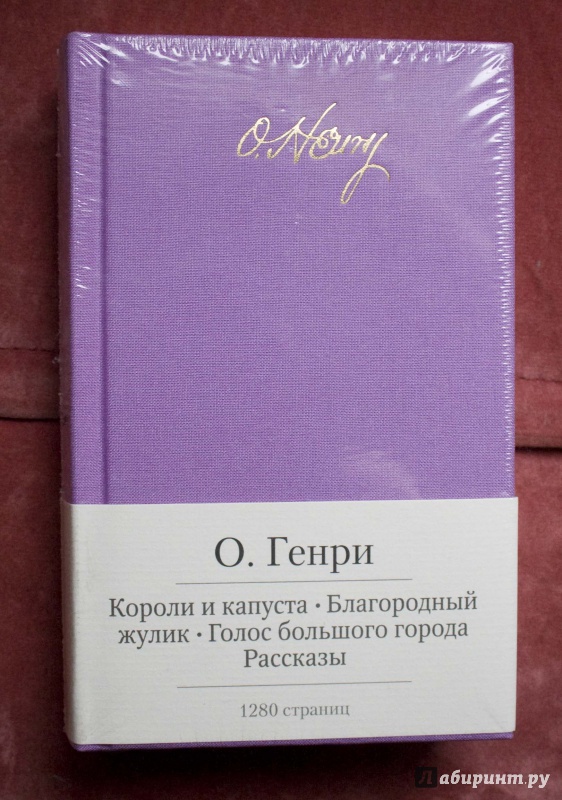 O. Henry
О. Генри
Короли и капуста · Благородный
жулик · Голос большого города
Рассказы
1280 страниц
Лабиринт.ру